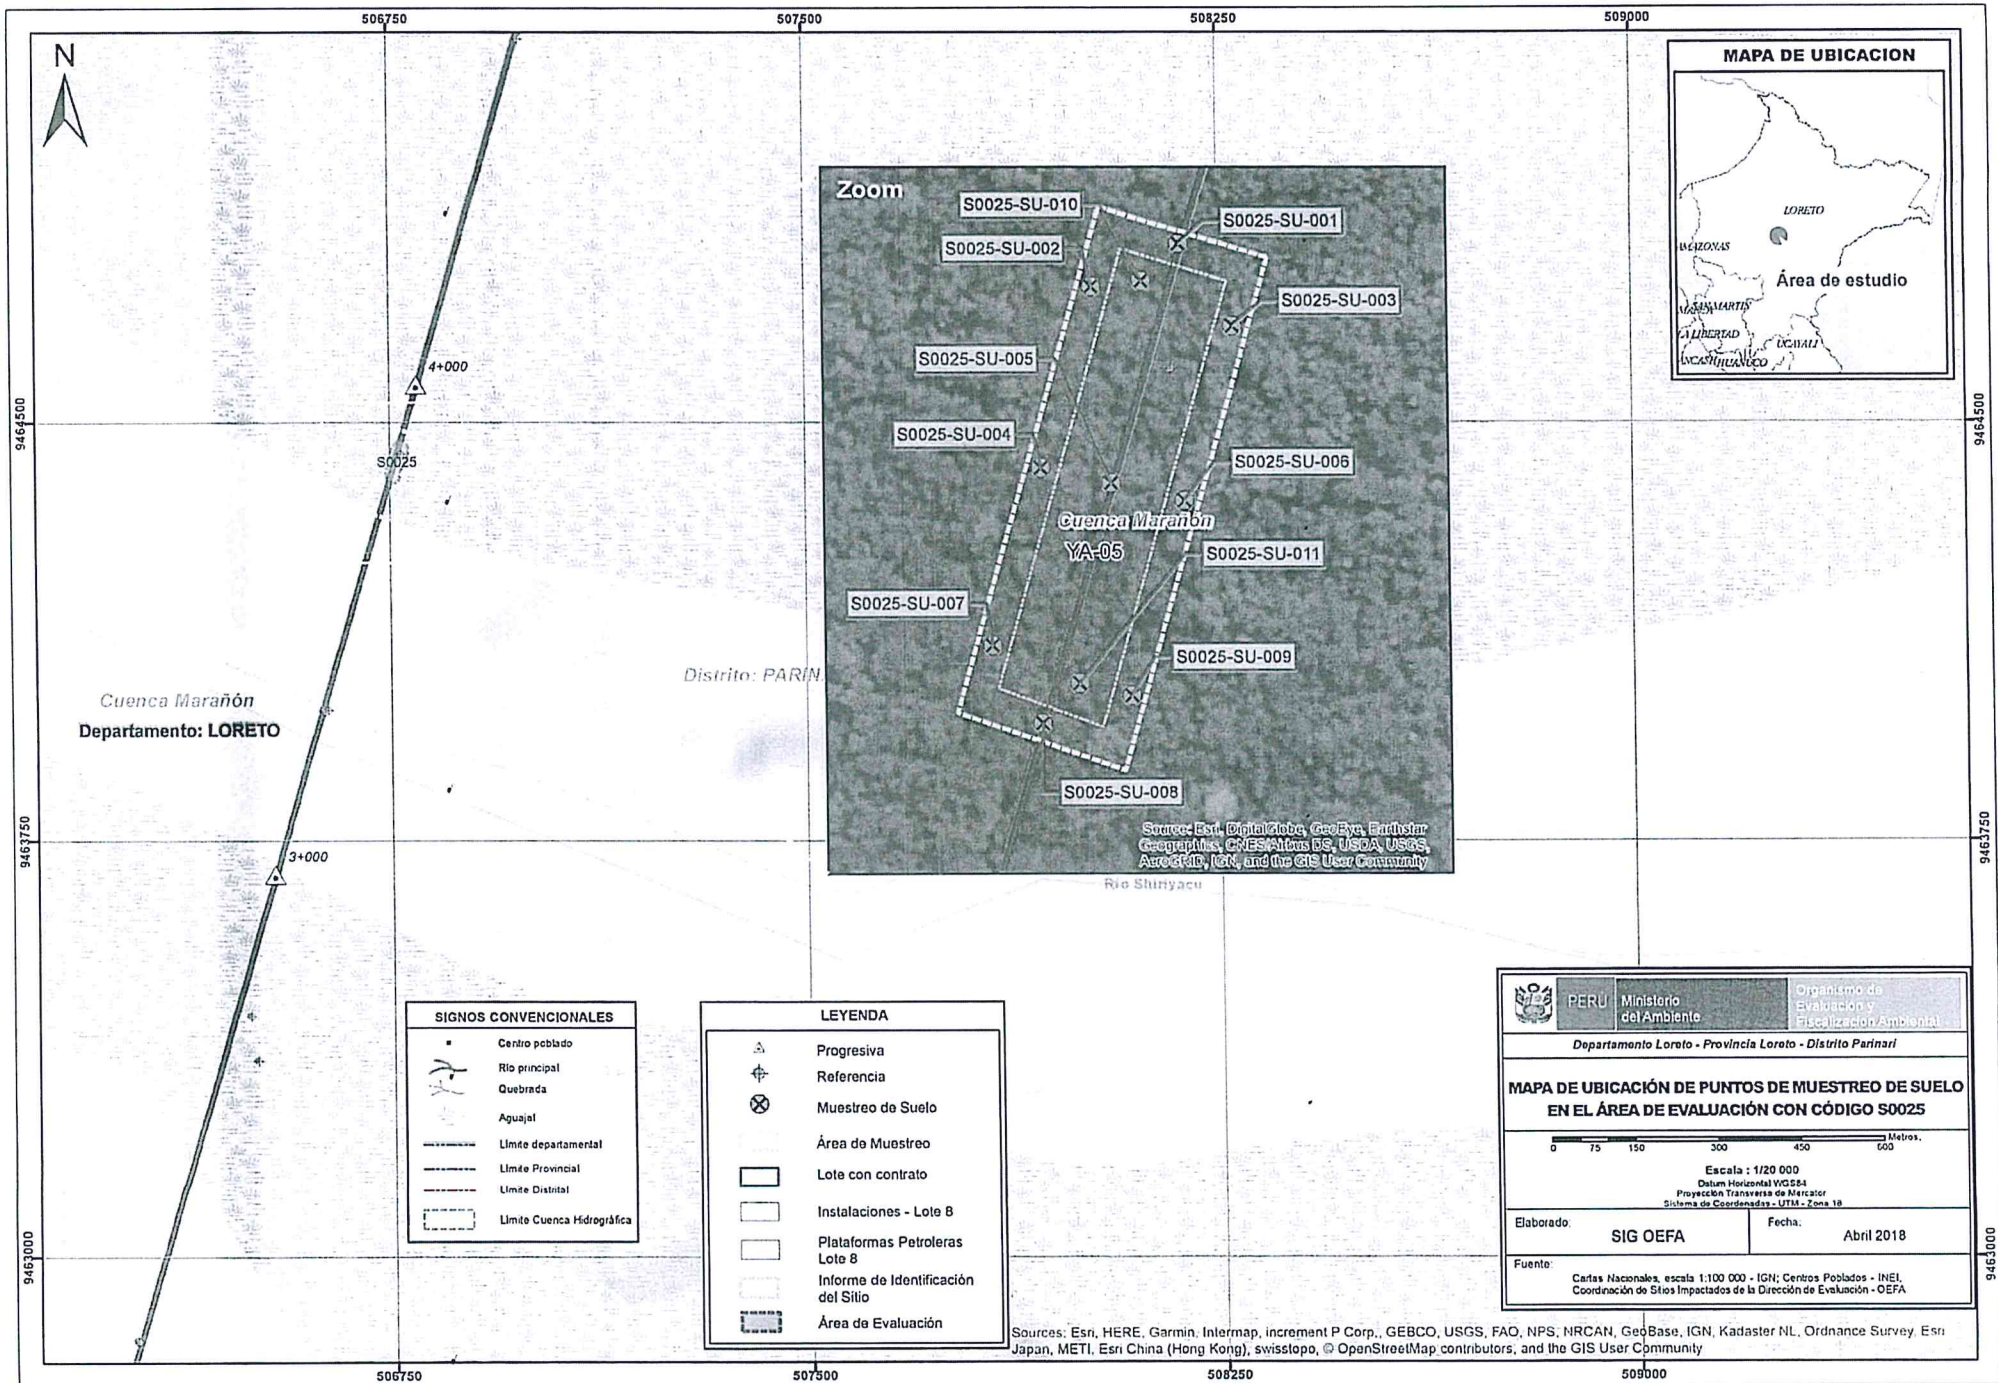 506750
507500
508250
509000
N
4+000
9464500
S0025
Cuenca Marañón
Departamento: LORETO
Distrito: PARIN
9463750
3+000
9463000
Zoom
S0025-SU-010
S0025-SU-001
S0025-SU-002
S0025-SU-003
S0025-SU-005
S0025-SU-004
S0025-SU-006
Cuenca Marañón
YA-05
S0025-SU-011
S0025-SU-007
S0025-SU-009
S0025-SU-008
Source: Esri, DigitalGlobe, GeoEye, Earthstar
Geographics, CNES/Airbus DS, USDA, USGS,
AeroGRID, IGN, and the GIS User Community
Río Shiriyacu
MAPA DE UBICACION
LORETO
AMAZONAS
Área de estudio
SAN MARTIN
LA LIBERTAD
UCAYALI
ANCASH
HUANUCO
9464500
9463750
9463000
SIGNOS CONVENCIONALES
Centro poblado
Río principal
Quebrada
Aguajal
Límite departamental
Límite Provincial
Límite Distrital
Límite Cuenca Hidrográfica
LEYENDA
Progresiva
Referencia
Muestreo de Suelo
Área de Muestreo
Lote con contrato
Instalaciones - Lote 8
Plataformas Petroleras
Lote 8
Informe de Identificación
del Sitio
Área de Evaluación
PERU
Ministerio
del Ambiente
Organismo de
Evaluación y
Fiscalización Ambiental
Departamento Loreto - Provincia Loreto - Distrito Parinari
MAPA DE UBICACIÓN DE PUNTOS DE MUESTREO DE SUELO
EN EL ÁREA DE EVALUACIÓN CON CÓDIGO S0025
0 75 150 300 450 600 Metros.
Escala : 1/20 000
Datum Horizontal WGS84
Proyección Transversa de Mercator
Sistema de Coordenadas - UTM - Zona 18
Elaborado:
SIG OEFA
Fecha:
Abril 2018
Fuente:
Cartas Nacionales, escala 1:100 000 - IGN; Centros Poblados - INEI,
Coordinación de Sitios Impactados de la Dirección de Evaluación - OEFA
Sources: Esri, HERE, Garmin, Intermap, increment P Corp., GEBCO, USGS, FAO, NPS, NRCAN, GeoBase, IGN, Kadaster NL, Ordnance Survey, Esri
Japan, METI, Esri China (Hong Kong), swisstopo, © OpenStreetMap contributors, and the GIS User Community
506750
507500
508250
509000